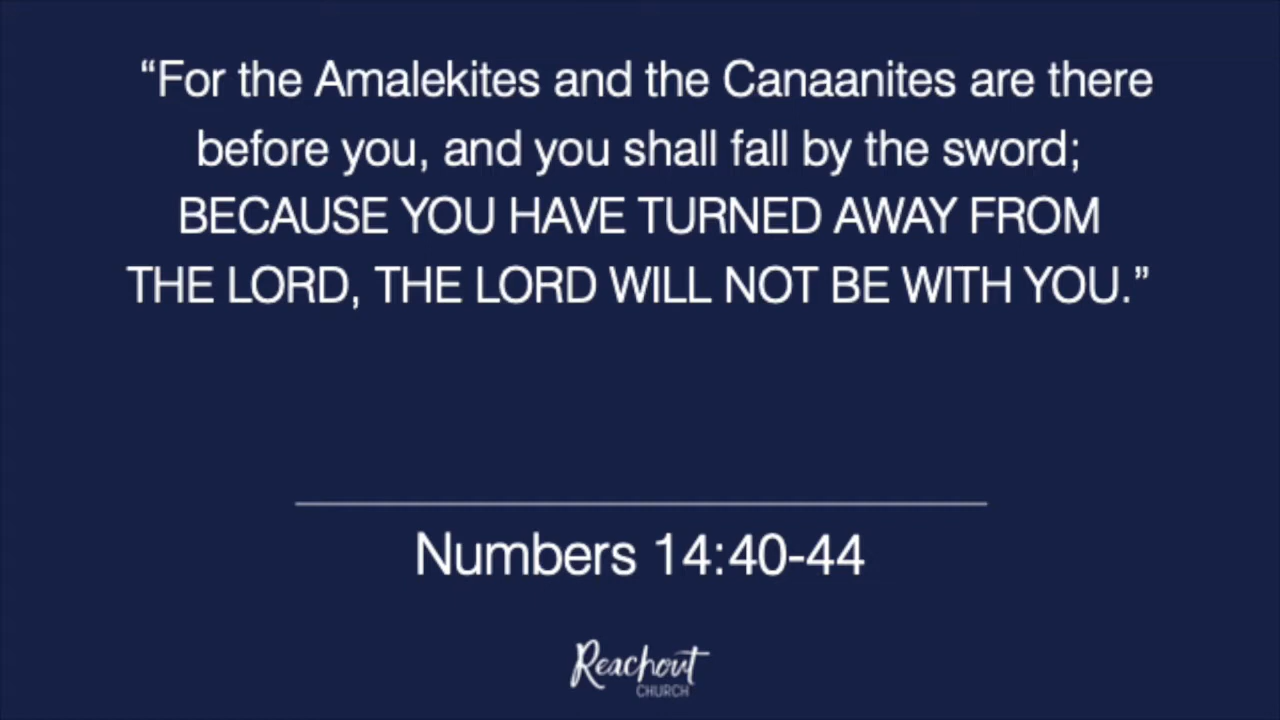 “For the Amalekites and the Canaanites are there
before you, and you shall fall by the sword;
BECAUSE YOU HAVE TURNED AWAY FROM
THE LORD, THE LORD WILL NOT BE WITH YOU.”
Numbers 14:40-44
Reachout
CHURCH